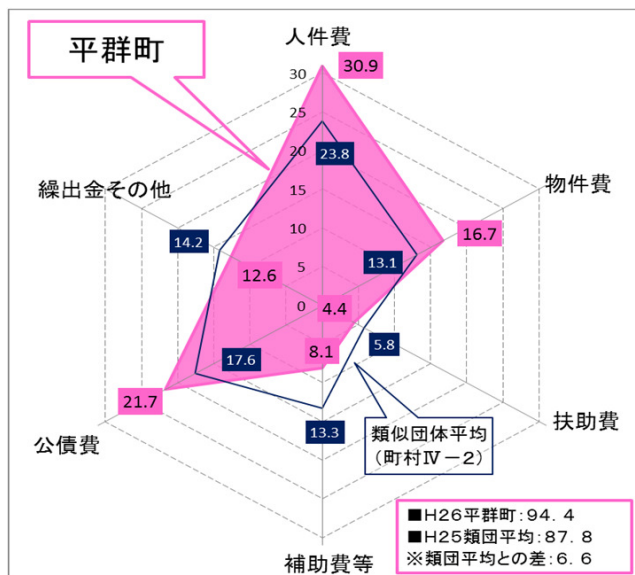 人件費
平群町
30
30.9
25
20
23.8
繰出金その他
物件費
15
14.2
16.7
10
13.1
12.6
5
0
4.4
8.1
5.8
17.6
21.7
13.3
類似団体平均
(町村Ⅳ－2)
公債費
扶助費
補助費等
■H26平群町:94.4
■H25類団平均:87.8
※類団平均との差:6.6